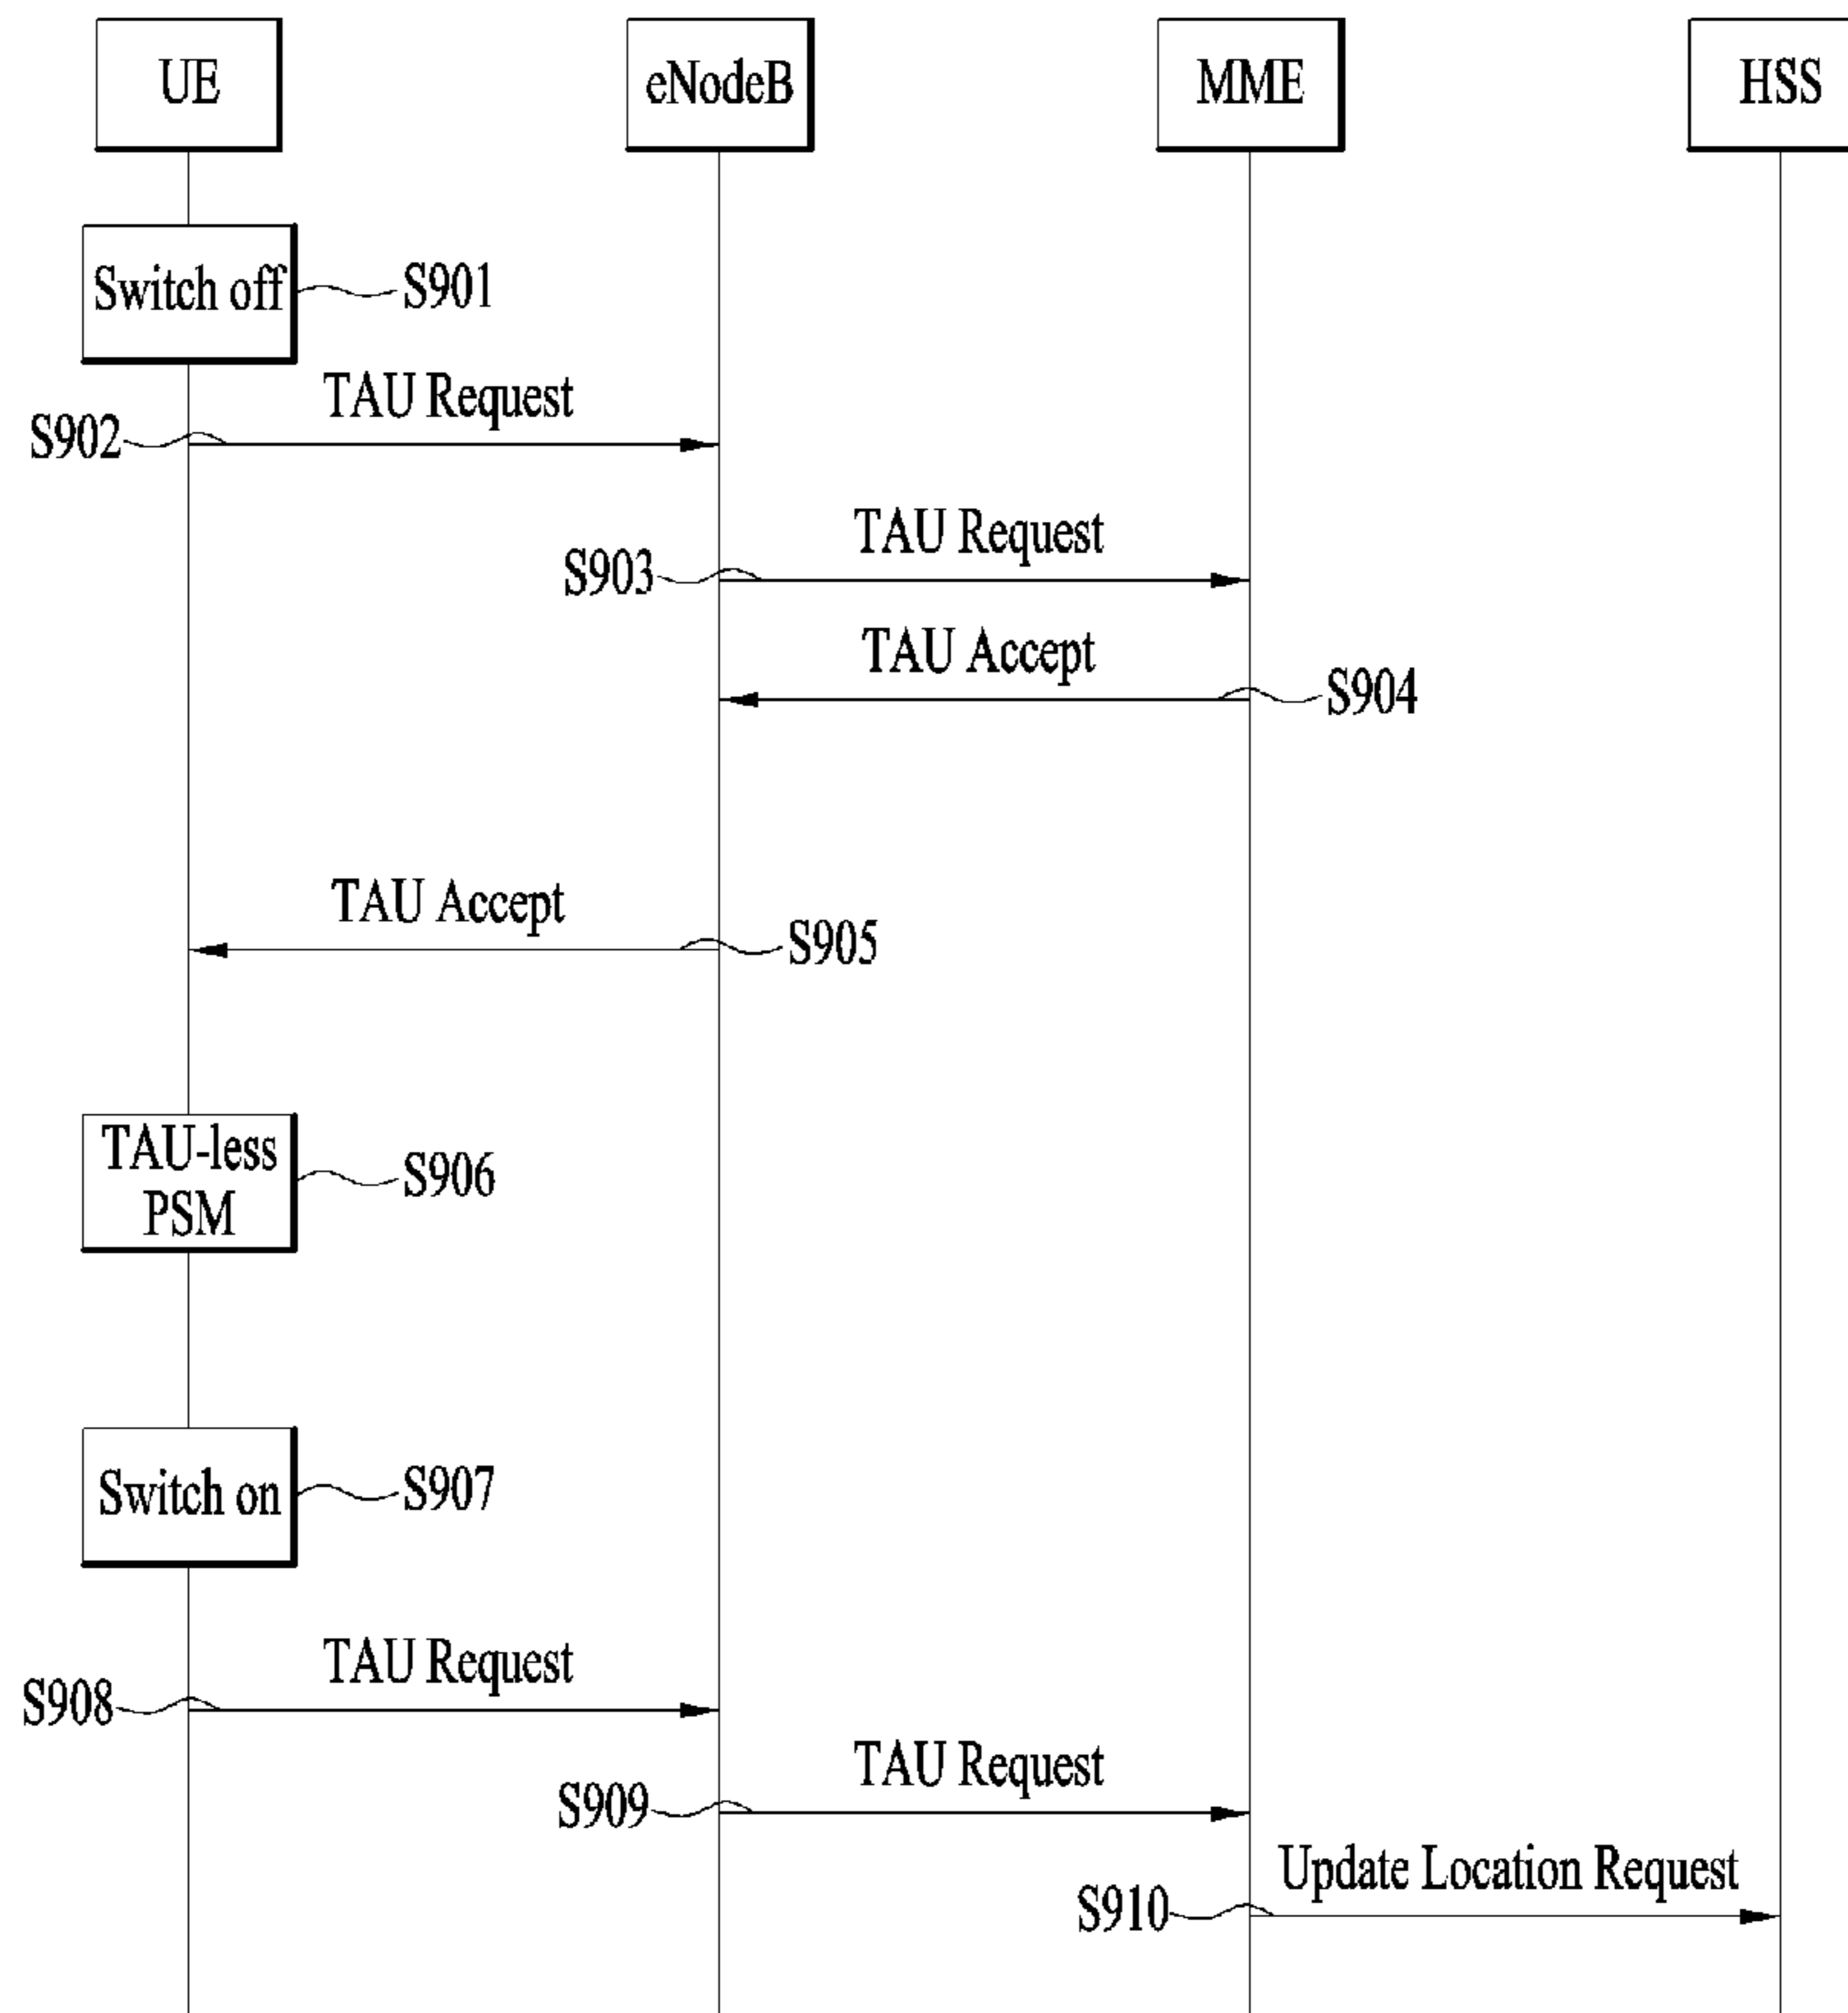 UE
eNodeB
MME
HSS
Switch off
S901
TAU Request
S902
TAU Request
S903
TAU Accept
S904
TAU Accept
S905
TAU-less
PSM
S906
Switch on
S907
TAU Request
S908
TAU Request
S909
Update Location Request
S910